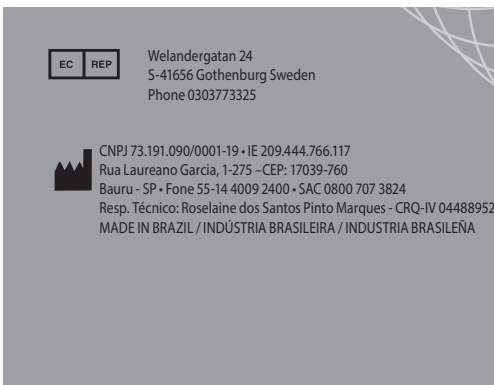 EC REP
Welandergatan 24
S-41656 Gothenburg Sweden
Phone 0303773325
CNPJ 73.191.090/0001-19 • IE 209.444.766.117
Rua Laureano Garcia, 1-275 –CEP: 17039-760
Bauru - SP • Fone 55-14 4009 2400 • SAC 0800 707 3824
Resp. Técnico: Roselaine dos Santos Pinto Marques - CRQ-IV 04488952
MADE IN BRAZIL / INDÚSTRIA BRASILEIRA / INDUSTRIA BRASILEÑA